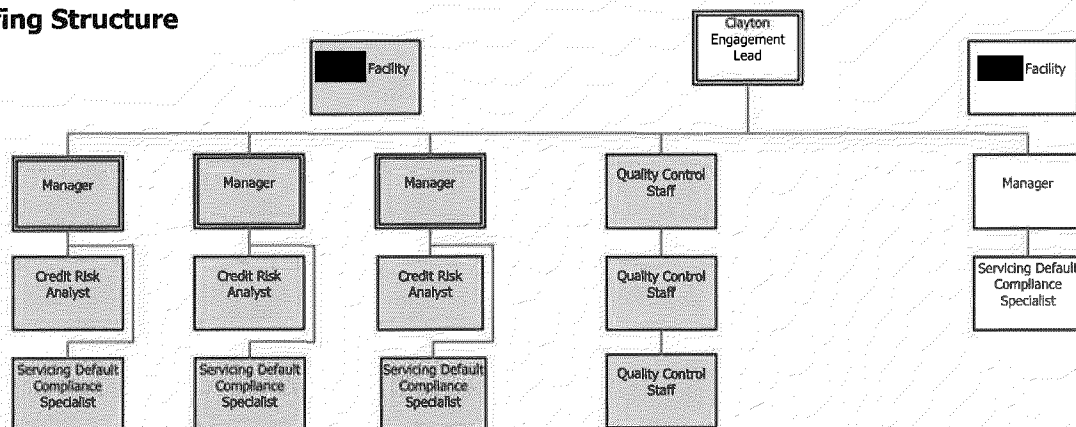 fing Structure
Facility
Clayton
Engagement
Lead
Facility
Manager
Manager
Manager
Quality Control
Staff
Manager
Credit Risk
Analyst
Credit Risk
Analyst
Credit Risk
Analyst
Quality Control
Staff
Servicing Default
Compliance
Specialist
Servicing Default
Compliance
Specialist
Servicing Default
Compliance
Specialist
Servicing Default
Compliance
Specialist
Quality Control
Staff